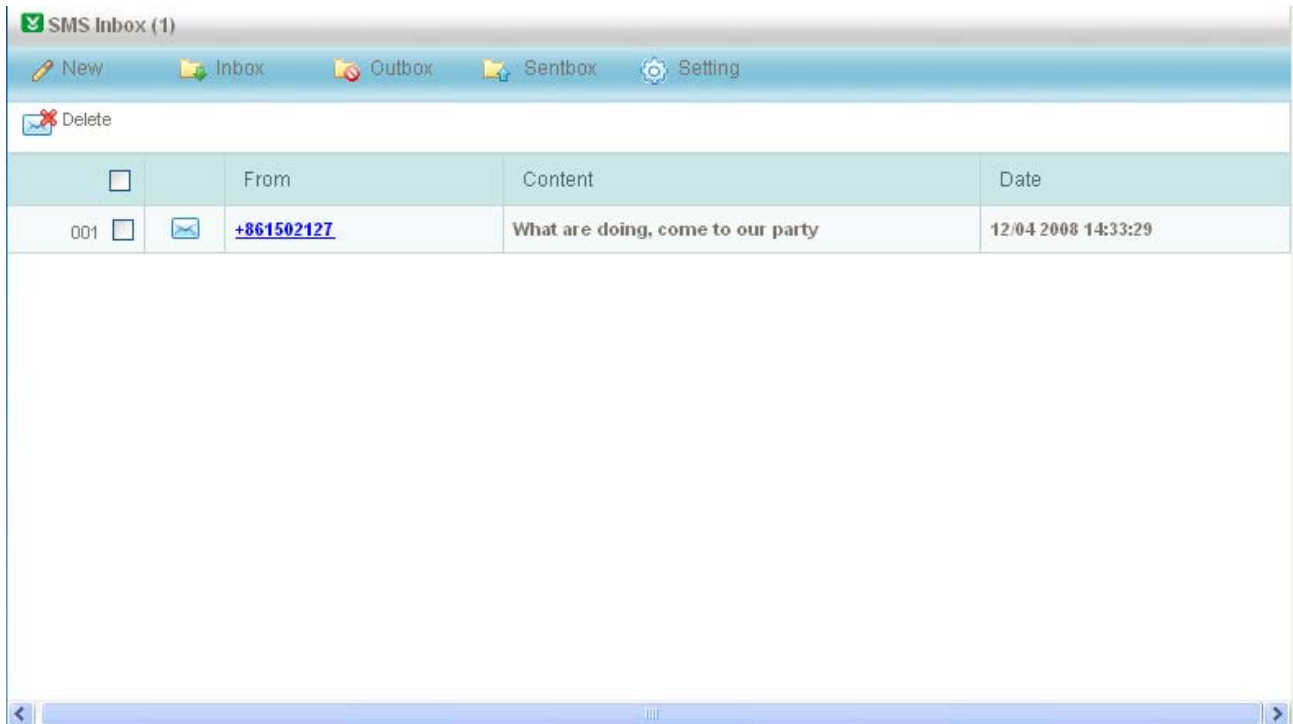 SMS Inbox (1)
New Inbox Outbox Sentbox Setting
Delete
From Content Date
001 +861502127 What are doing, come to our party 12/04 2008 14:33:29